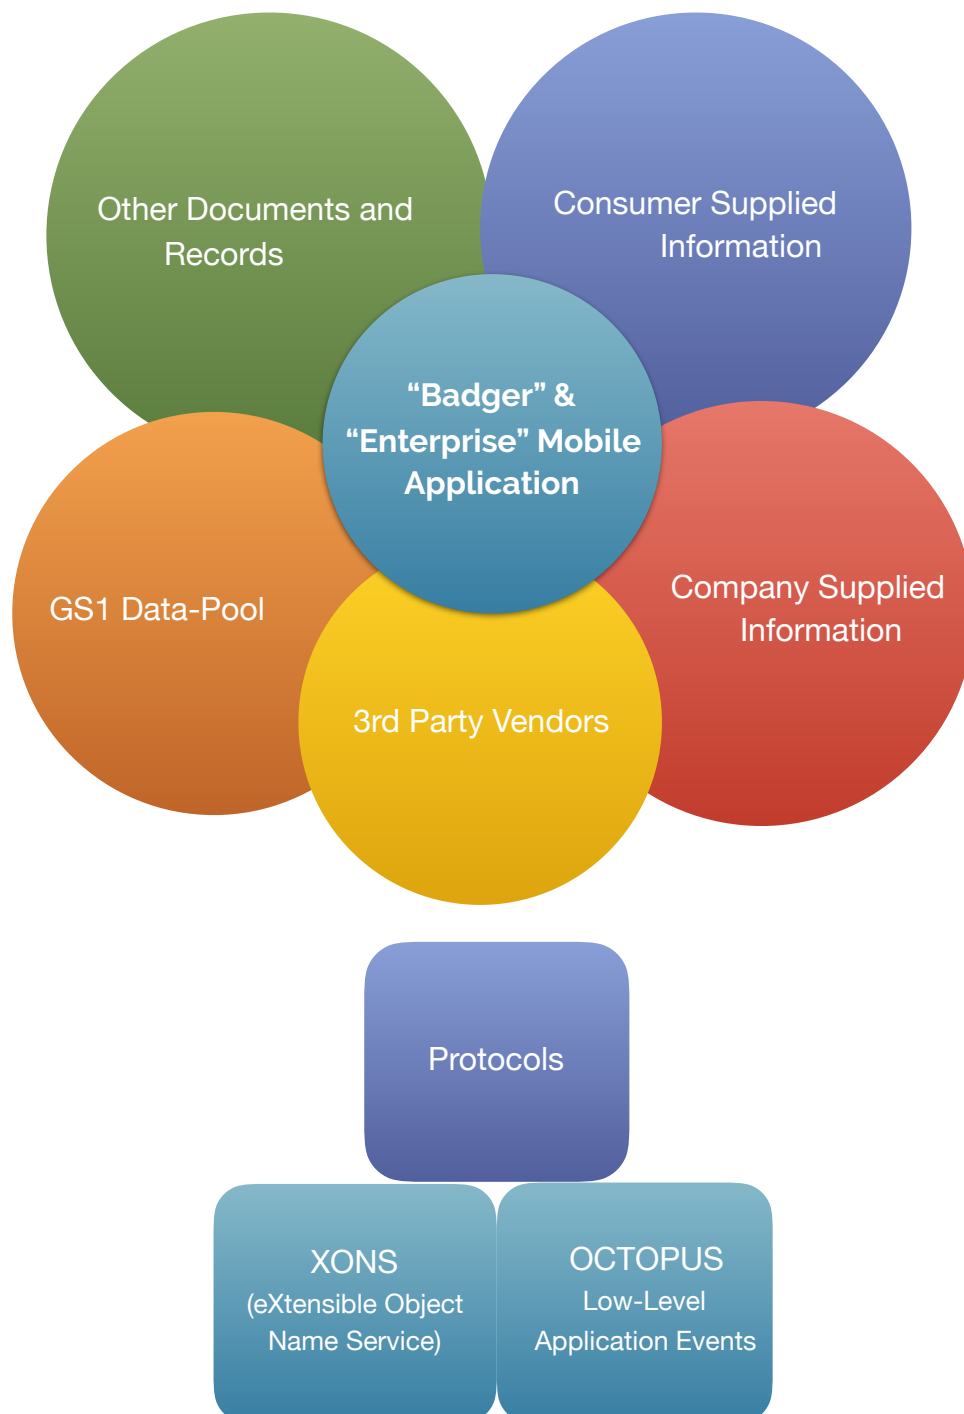 Other Documents and
Records
Consumer Supplied
Information
“Badger” &
“Enterprise” Mobile
Application
GS1 Data-Pool
Company Supplied
Information
3rd Party Vendors
Protocols
XONS
(eXtensible Object
Name Service)
OCTOPUS
Low-Level
Application Events